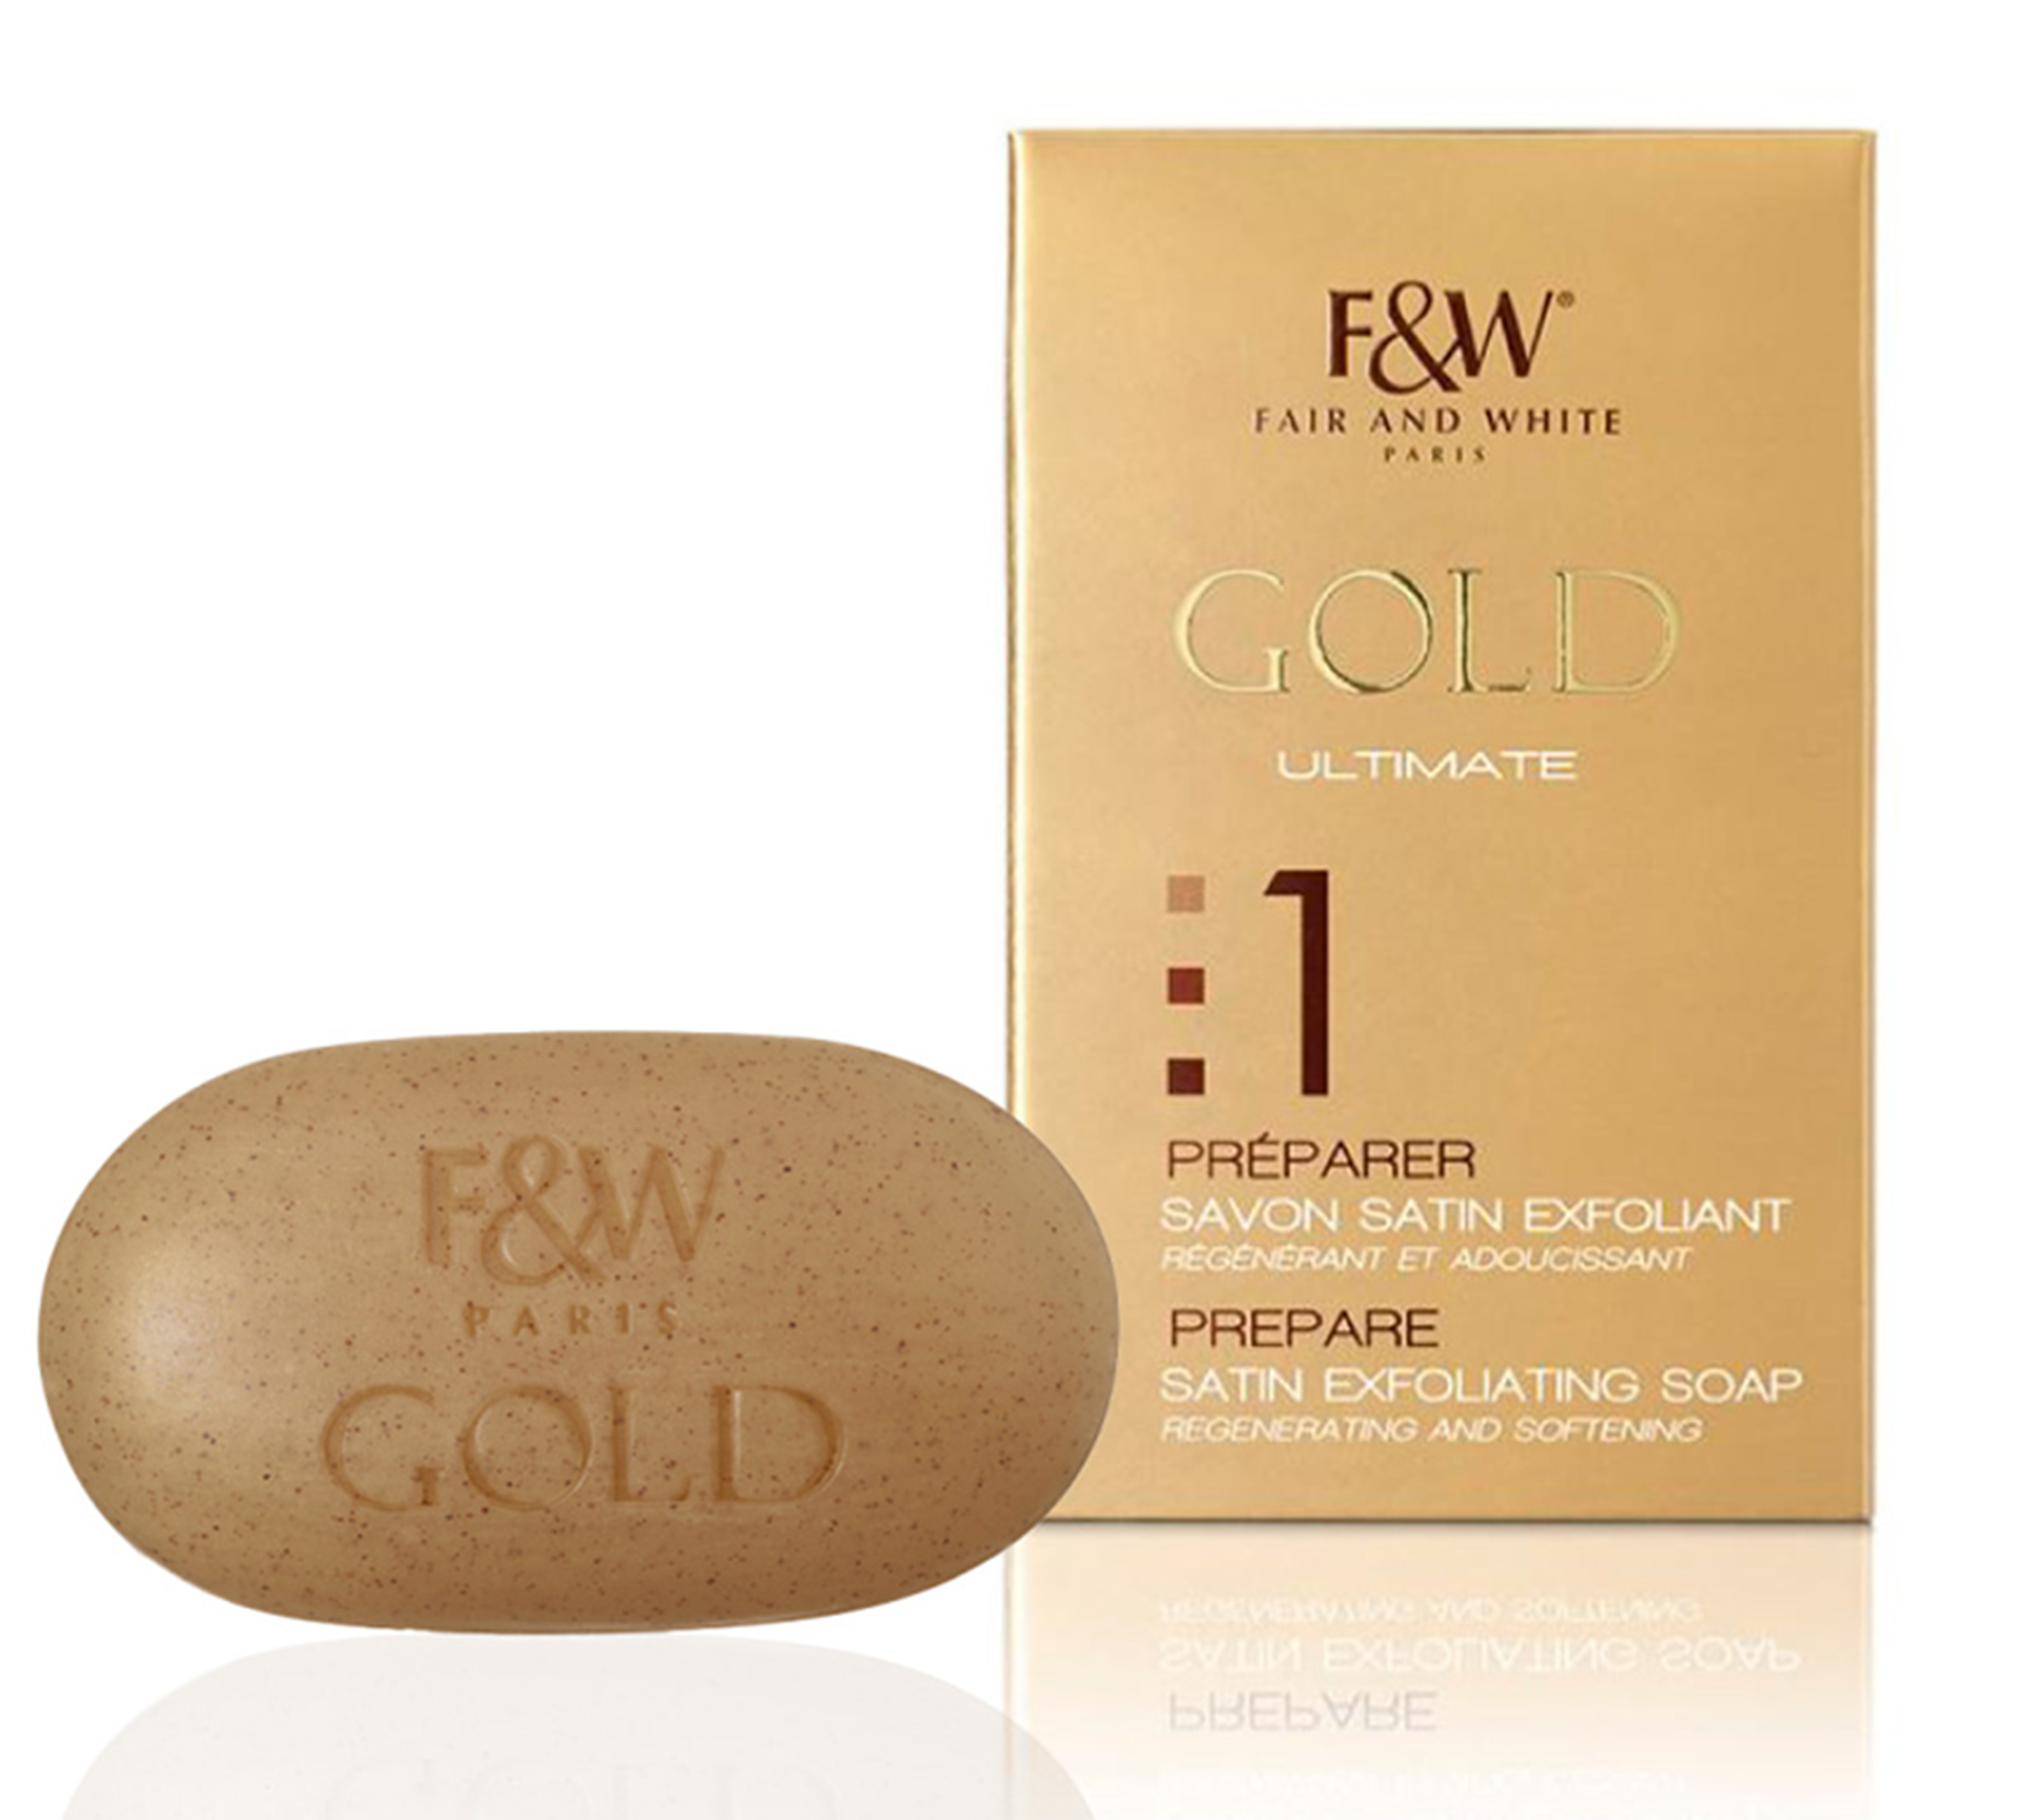 F&W®
FAIR AND WHITE
PARIS
GOLD
ULTIMATE
1
PRÉPARER
SAVON SATIN EXFOLIANT
RÉGÉNÉRANT ET ADOUCISSANT
PREPARE
SATIN EXFOLIATING SOAP
REGENERATING AND SOFTENING
F&W
PARIS
GOLD